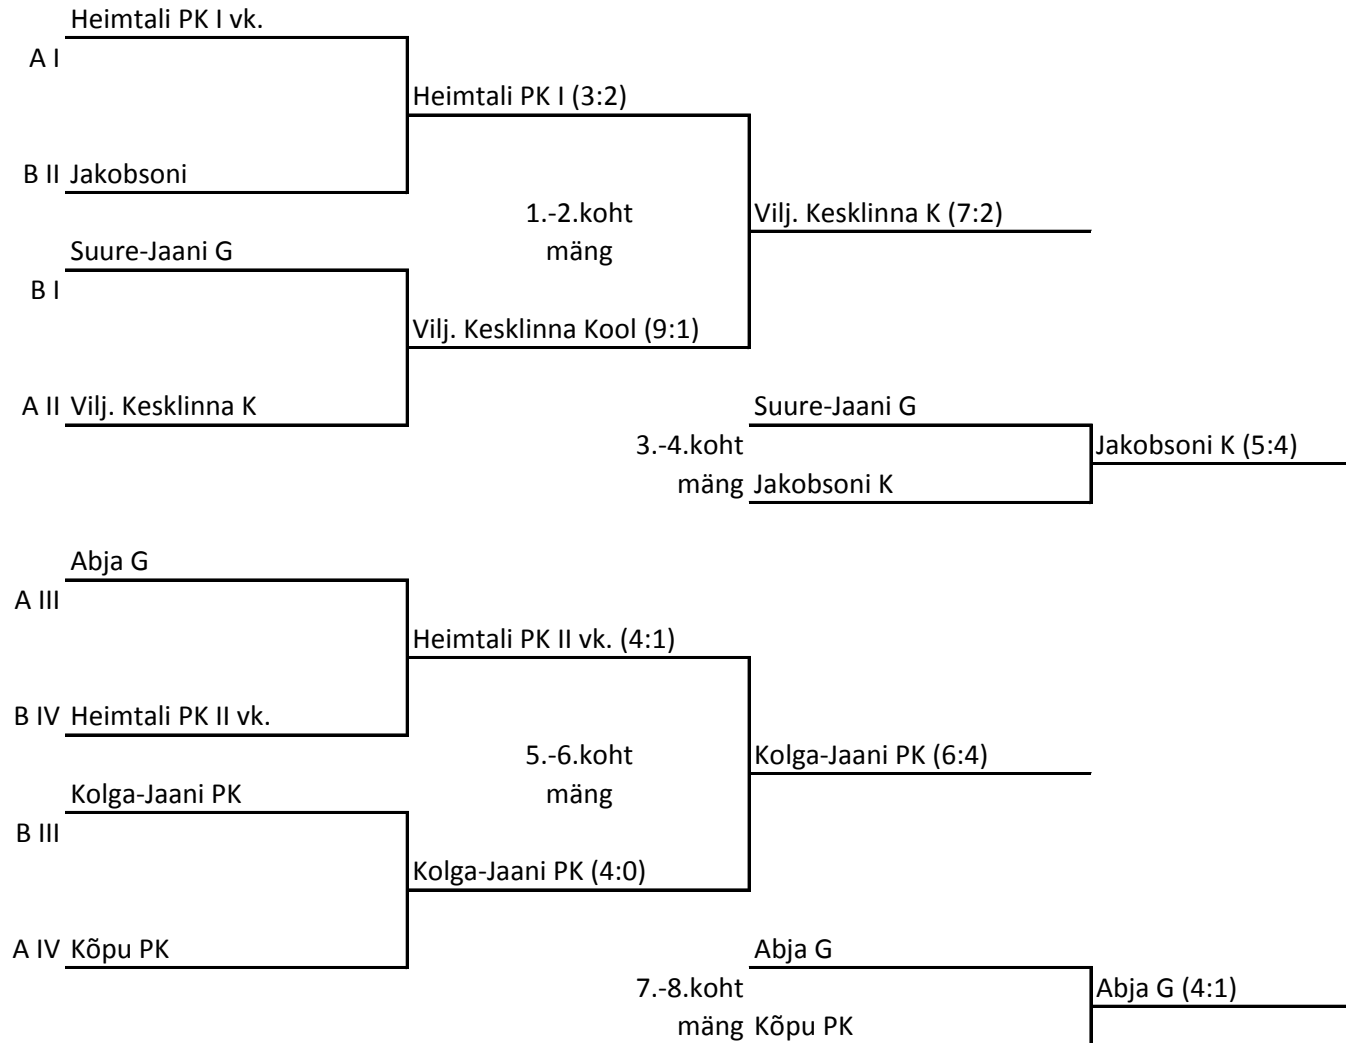 Heimtali PK I vk.
A I
Heimtali PK I (3:2)
B II Jakobsoni
1.-2.koht
mäng
Vilj. Kesklinna K (7:2)
Suure-Jaani G
B I
Vilj. Kesklinna Kool (9:1)
A II Vilj. Kesklinna K
Suure-Jaani G
3.-4.koht
mäng
Jakobsoni K (5:4)
Jakobsoni K
Abja G
A III
Heimtali PK II vk. (4:1)
B IV Heimtali PK II vk.
5.-6.koht
mäng
Kolga-Jaani PK (6:4)
Kolga-Jaani PK
B III
Kolga-Jaani PK (4:0)
A IV Kõpu PK
Abja G
7.-8.koht
mäng
Abja G (4:1)
Kõpu PK